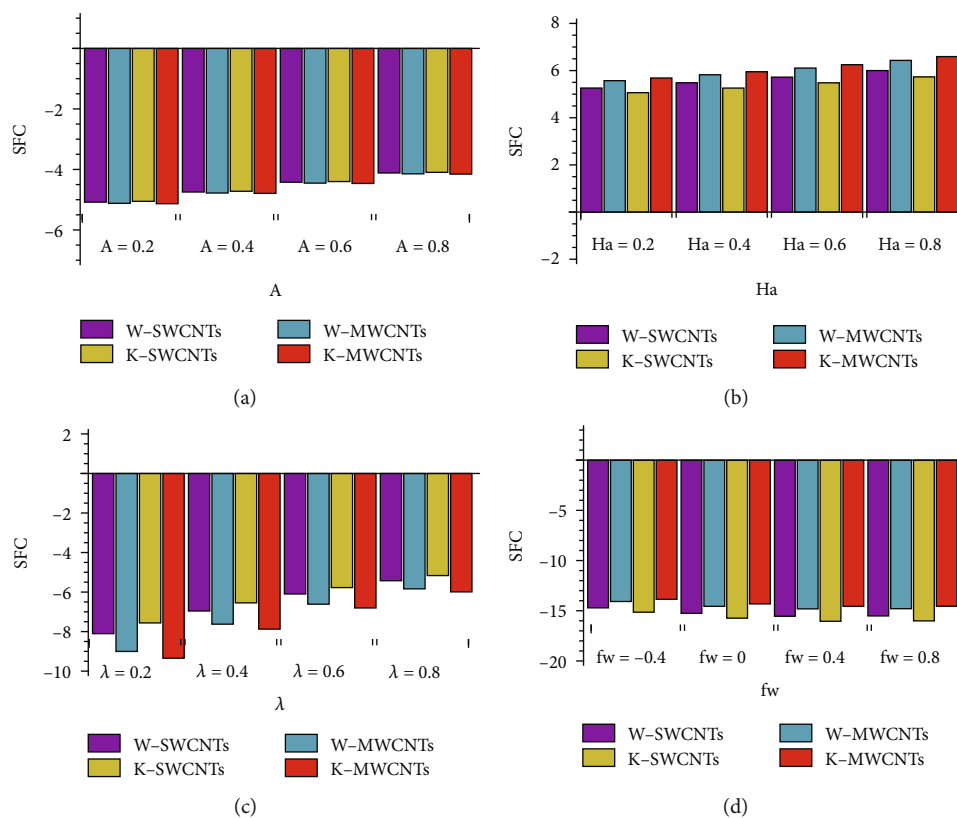 −2
−4
−6
SFC
A = 0.2 A = 0.4 A = 0.6 A = 0.8
A
W–SWCNTs W–MWCNTs
K–SWCNTs K–MWCNTs
(a)
8
6
4
2
−2
SFC
Ha = 0.2 Ha = 0.4 Ha = 0.6 Ha = 0.8
Ha
W–SWCNTs W–MWCNTs
K–SWCNTs K–MWCNTs
(b)
2
−2
−4
−6
−8
−10
SFC
λ = 0.2 λ = 0.4 λ = 0.6 λ = 0.8
λ
W–SWCNTs W–MWCNTs
K–SWCNTs K–MWCNTs
(c)
−5
−10
−15
−20
SFC
fw = −0.4 fw = 0 fw = 0.4 fw = 0.8
fw
W–SWCNTs W–MWCNTs
K–SWCNTs K–MWCNTs
(d)